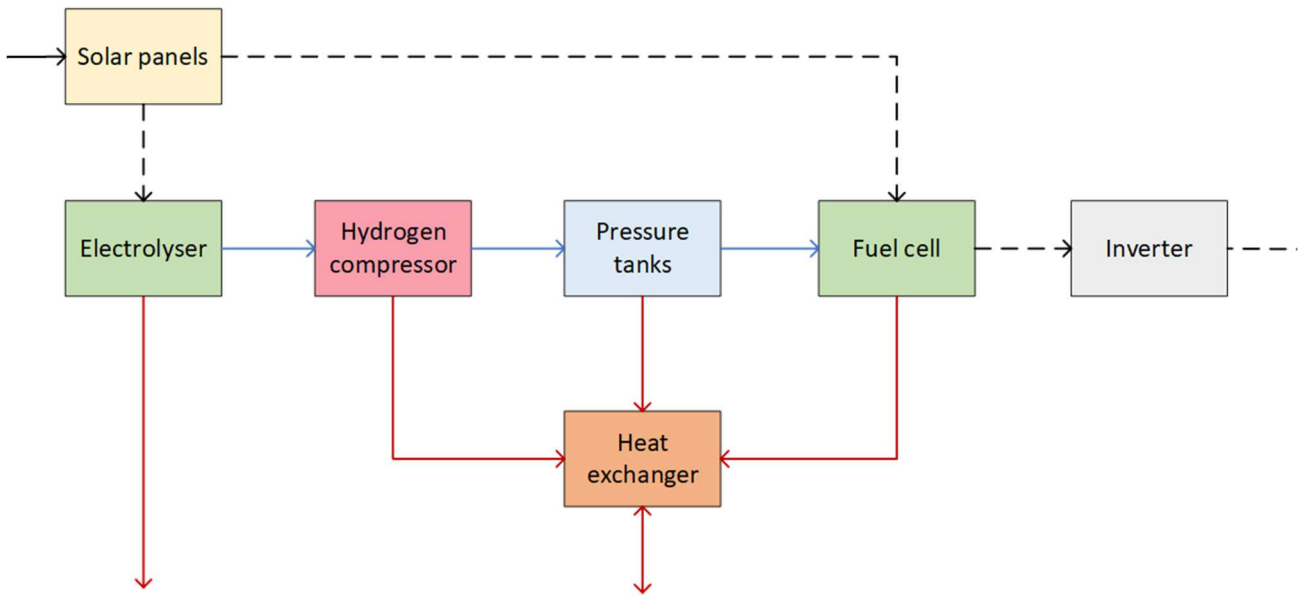 Solar panels
Electrolyser
Hydrogen
compressor
Pressure
tanks
Fuel cell
Inverter
Heat
exchanger